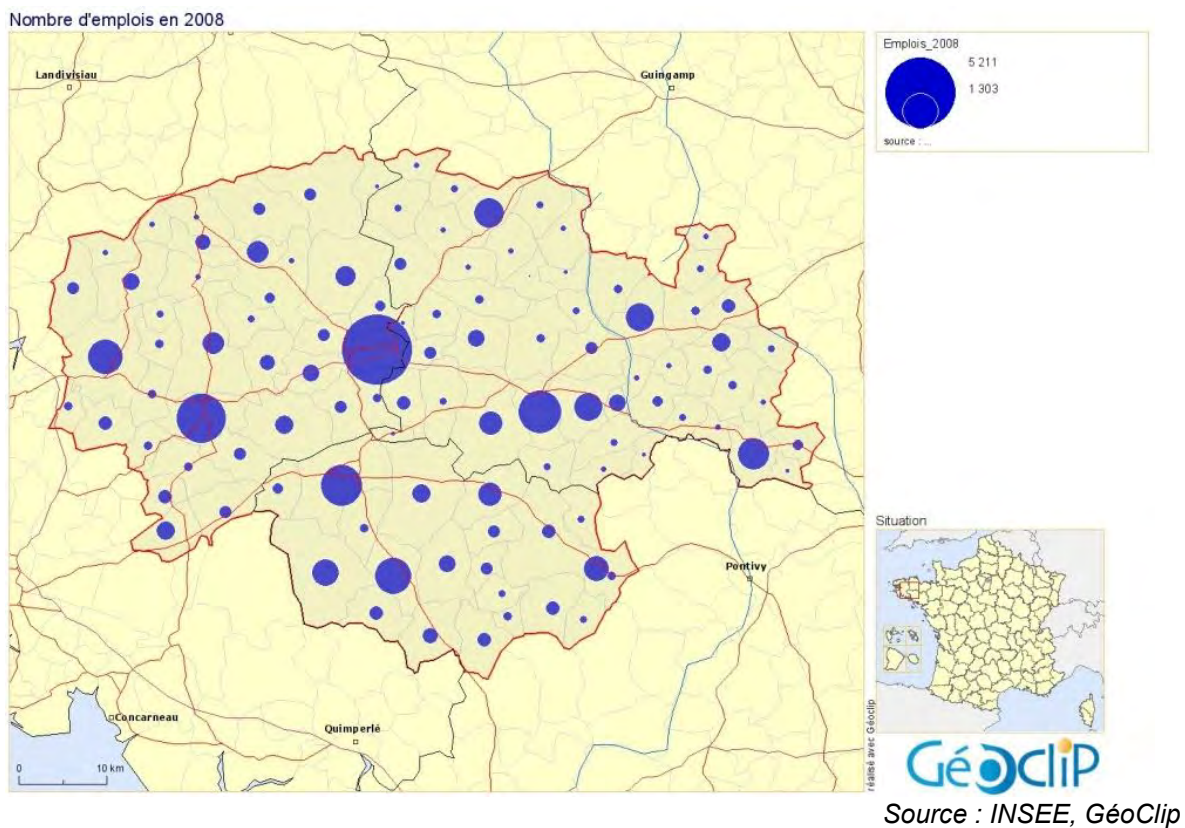 Nombre d'emplois en 2008
Emplois_2008
5 211
1 303
source : ...
Landivisiau
Guingamp
Pontivy
Concarneau
Quimperlé
0 10 km
réalisé avec Géoclip
Situation
GéOcliP
Source : INSEE, GéoClip